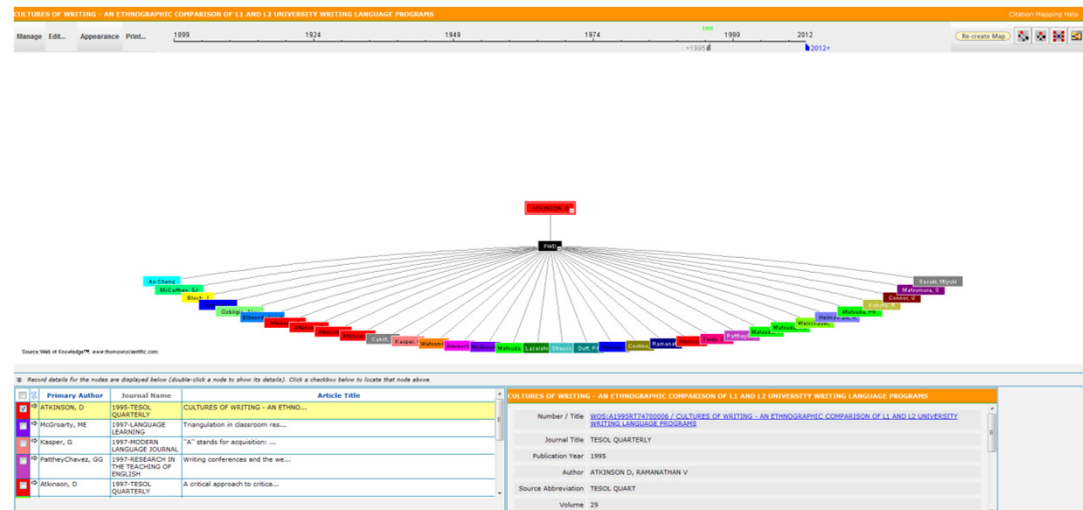 CULTURES OF WRITING - AN ETHNOGRAPHIC COMPARISON OF L1 AND L2 UNIVERSITY WRITING LANGUAGE PROGRAMS Citation Mapping Help
Manage Edit... Appearance Print... 1899 1924 1949 1974 1995 1999 2012 Re-create Map
>1995 2012<
ATKINSON, D
FWD
An Cheng Sasaki, Miyuki
McCarthey, SJ Matsumura, S
Bloch, J Connor, U
Kubota, R
Matsuda, PK
Cahill, Kasper, Watson- McGroa Matsuda, Lazarato Duff, P Ramana
Source:Web of Knowledge℠, www.thomsonscientific.com
Record details for the nodes are displayed below (double-click a node to show its details). Click a checkbox below to locate that node above.
Primary Author Journal Name Article Title
ATKINSON, D 1995-TESOL QUARTERLY CULTURES OF WRITING - AN ETHNO...
McGroarty, ME 1997-LANGUAGE LEARNING Triangulation in classroom res...
Kasper, G 1997-MODERN LANGUAGE JOURNAL "A" stands for acquisition: ...
PattheyChavez, GG 1997-RESEARCH IN THE TEACHING OF ENGLISH Writing conferences and the we...
Atkinson, D 1997-TESOL QUARTERLY A critical approach to critica...
CULTURES OF WRITING - AN ETHNOGRAPHIC COMPARISON OF L1 AND L2 UNIVERSITY WRITING LANGUAGE PROGRAMS
Number / Title WOS:A1995RT74700006 / CULTURES OF WRITING - AN ETHNOGRAPHIC COMPARISON OF L1 AND L2 UNIVERSITY
WRITING LANGUAGE PROGRAMS
Journal Title TESOL QUARTERLY
Publication Year 1995
Author ATKINSON D, RAMANATHAN V
Source Abbreviation TESOL QUART
Volume 29